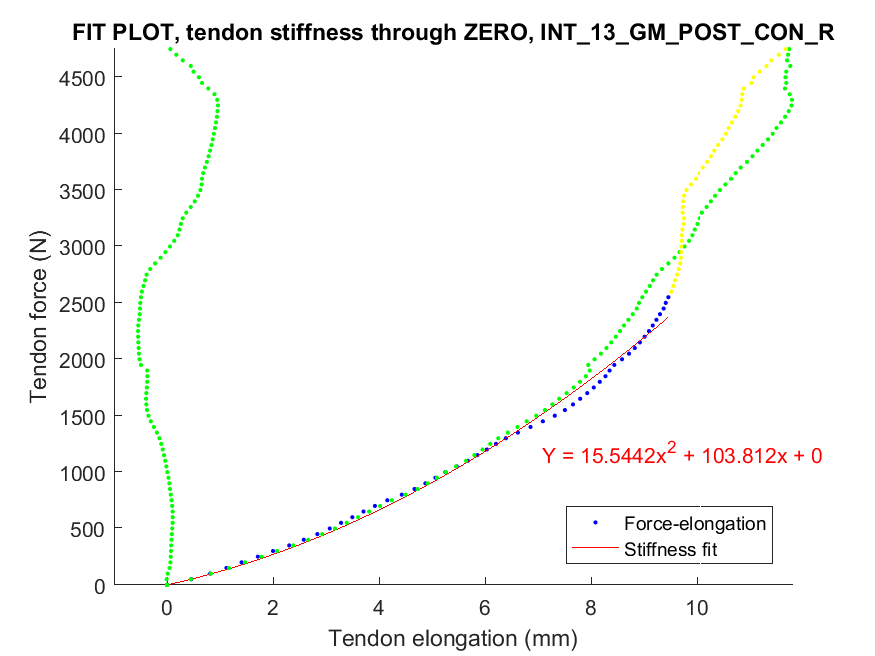 FIT PLOT, tendon stiffness through ZERO, INT_13_GM_POST_CON_R
4500
4000
3500
3000
2500
2000
1500
1000
500
0
Tendon force (N)
Y = 15.5442x² + 103.812x + 0
Force-elongation
Stiffness fit
0 2 4 6 8 10
Tendon elongation (mm)